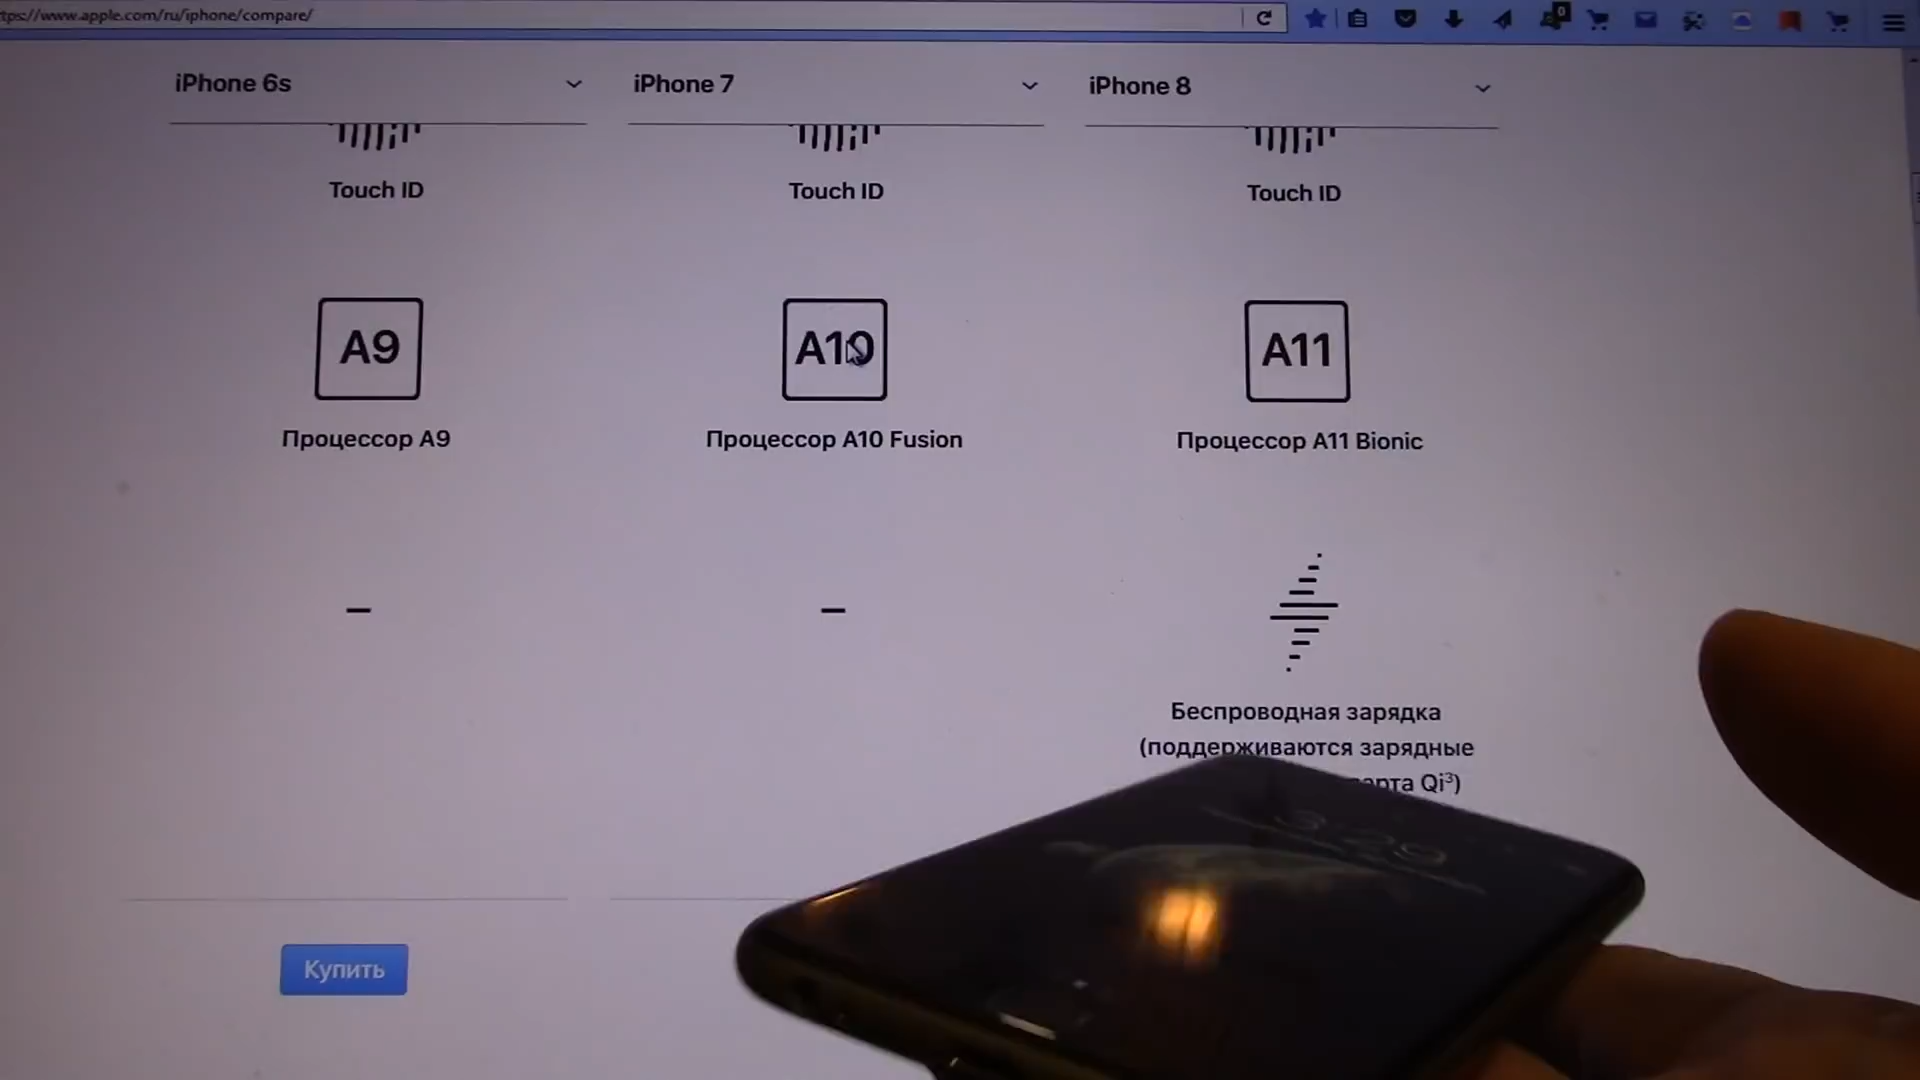 tps://www.apple.com/ru/iphone/compare/
0
iPhone 6s
iPhone 7
iPhone 8
Touch ID
Touch ID
Touch ID
A9
A10
A11
Процессор A9
Процессор A10 Fusion
Процессор A11 Bionic
Беспроводная зарядка
(поддерживаются зарядные
Qi³)
Купить